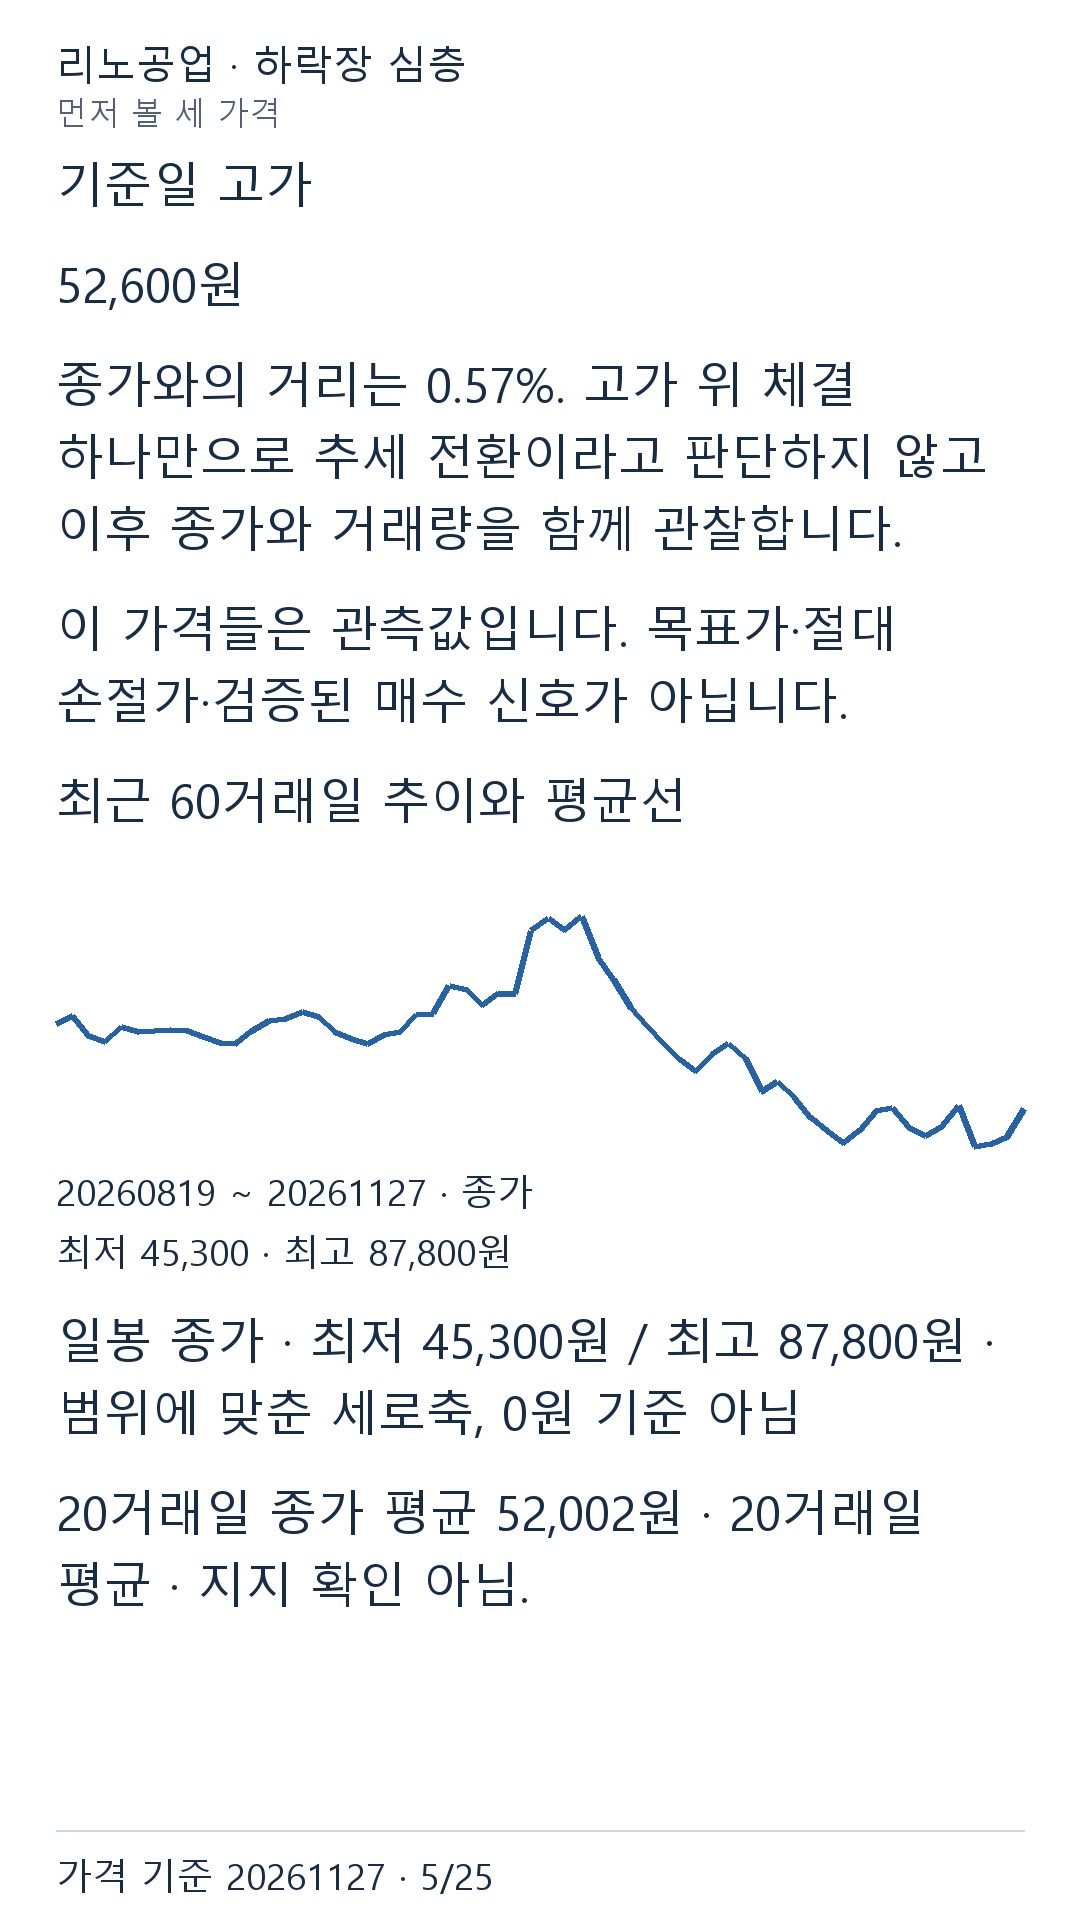 리노공업 · 하락장 심층
먼저 볼 세 가격
기준일 고가
52,600원
종가와의 거리는 0.57%. 고가 위 체결
하나만으로 추세 전환이라고 판단하지 않고
이후 종가와 거래량을 함께 관찰합니다.
이 가격들은 관측값입니다. 목표가·절대
손절가·검증된 매수 신호가 아닙니다.
최근 60거래일 추이와 평균선
20260819 ~ 20261127 · 종가
최저 45,300 · 최고 87,800원
일봉 종가 · 최저 45,300원 / 최고 87,800원 ·
범위에 맞춘 세로축, 0원 기준 아님
20거래일 종가 평균 52,002원 · 20거래일
평균 · 지지 확인 아님.
가격 기준 20261127 · 5/25